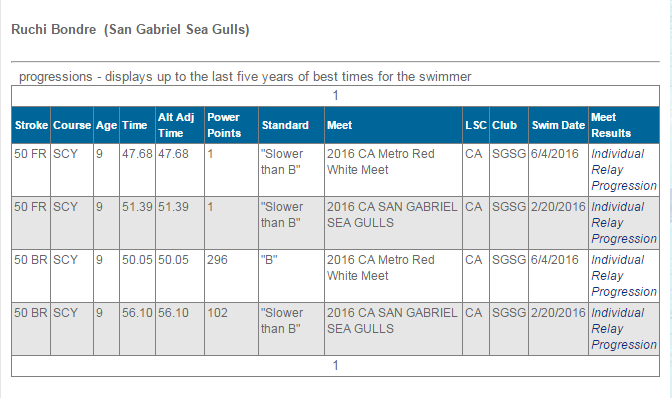 Ruchi Bondre (San Gabriel Sea Gulls)
progressions - displays up to the last five years of best times for the swimmer
1
Stroke Course Age Time Alt Adj Time Power Points Standard Meet LSC Club Swim Date Meet Results
50 FR SCY 9 47.68 47.68 1 "Slower than B" 2016 CA Metro Red White Meet CA SGSG 6/4/2016 Individual
Relay
Progression
50 FR SCY 9 51.39 51.39 1 "Slower than B" 2016 CA SAN GABRIEL SEA GULLS CA SGSG 2/20/2016 Individual
Relay
Progression
50 BR SCY 9 50.05 50.05 296 "B" 2016 CA Metro Red White Meet CA SGSG 6/4/2016 Individual
Relay
Progression
50 BR SCY 9 56.10 56.10 102 "Slower than B" 2016 CA SAN GABRIEL SEA GULLS CA SGSG 2/20/2016 Individual
Relay
Progression
1